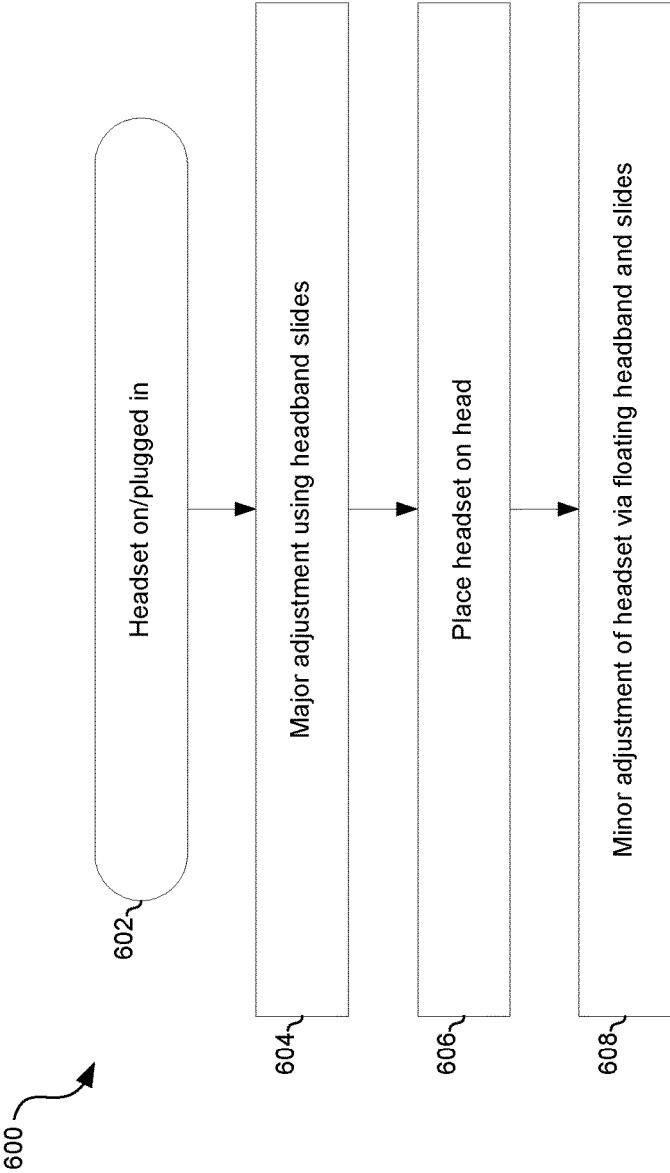 600
602
Headset on/plugged in
604
Major adjustment using headband slides
606
Place headset on head
608
Minor adjustment of headset via floating headband and slides